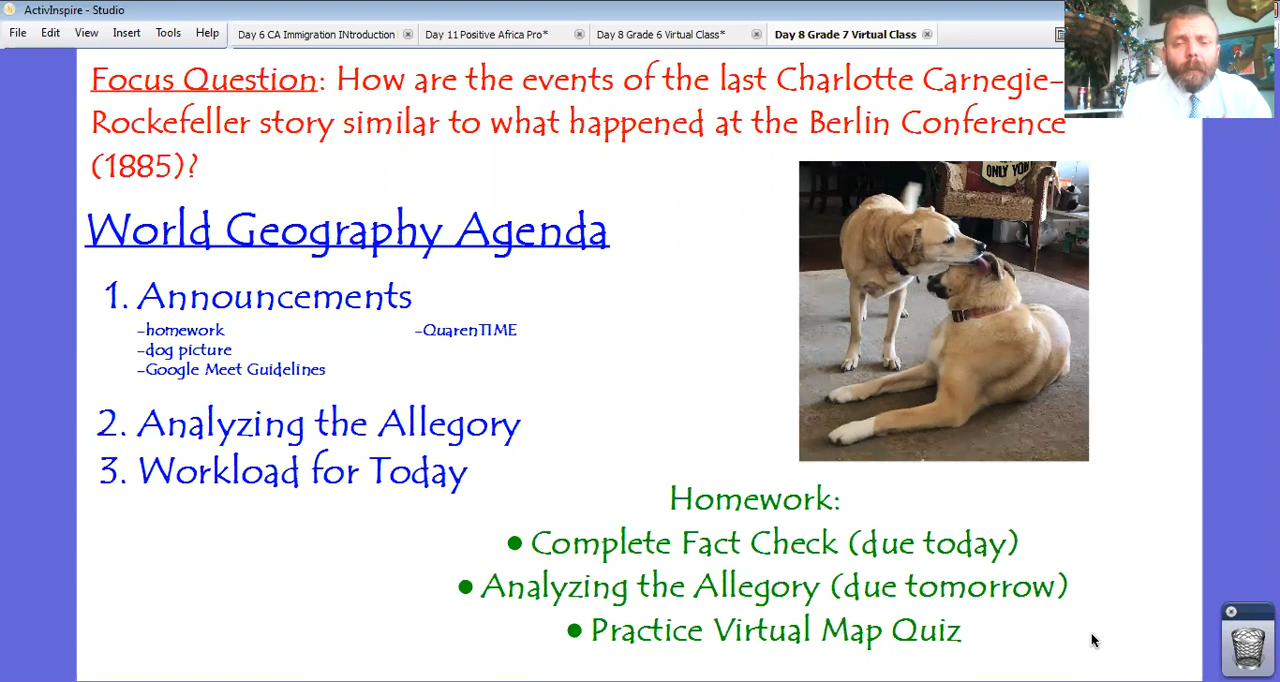 ActivInspire - Studio
File Edit View Insert Tools Help
Day 6 CA Immigration INtroduction
Day 11 Positive Africa Pro*
Day 8 Grade 6 Virtual Class*
Day 8 Grade 7 Virtual Class
Focus Question: How are the events of the last Charlotte Carnegie-
Rockefeller story similar to what happened at the Berlin Conference
(1885)?
World Geography Agenda
1. Announcements
-homework
-QuarenTIME
-dog picture
-Google Meet Guidelines
2. Analyzing the Allegory
3. Workload for Today
ONLY YOU
Homework:
• Complete Fact Check (due today)
• Analyzing the Allegory (due tomorrow)
• Practice Virtual Map Quiz